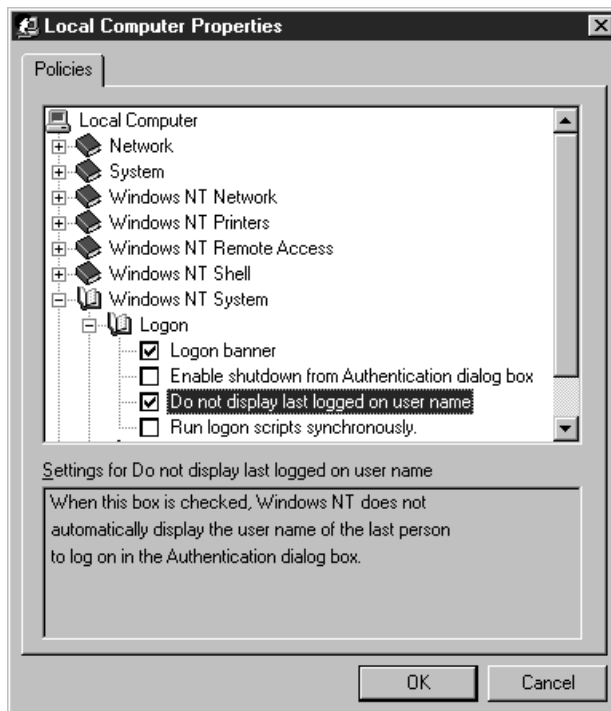 Local Computer Properties
Policies
Local Computer
Network
System
Windows NT Network
Windows NT Printers
Windows NT Remote Access
Windows NT Shell
Windows NT System
Logon
Logon banner
Enable shutdown from Authentication dialog box
Do not display last logged on user name
Run logon scripts synchronously.
Settings for Do not display last logged on user name
When this box is checked, Windows NT does not
automatically display the user name of the last person
to log on in the Authentication dialog box.
OK Cancel